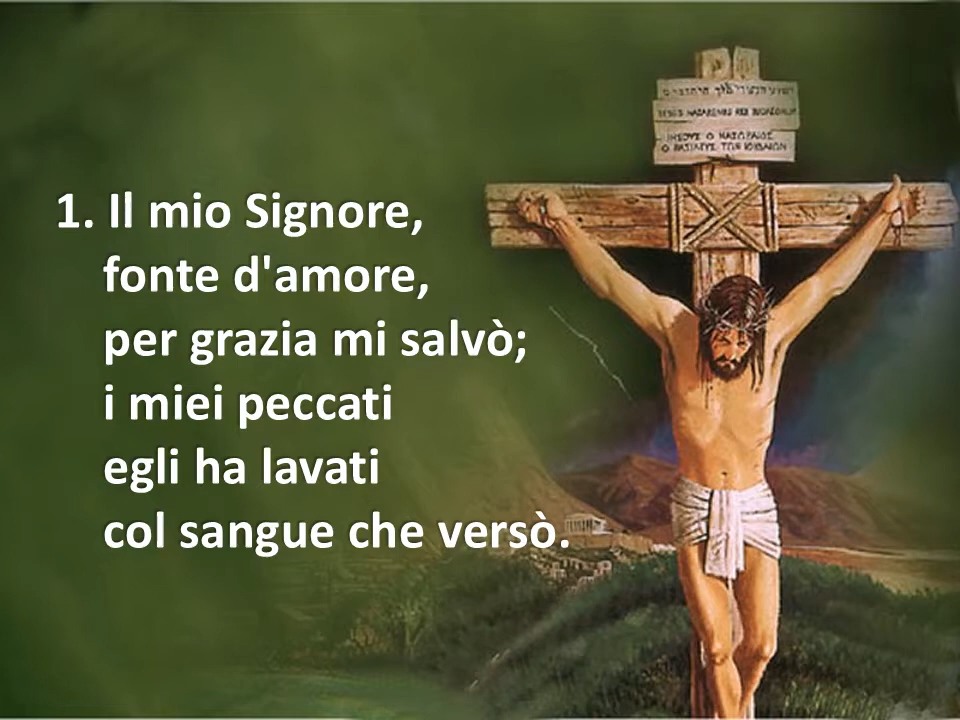 1. Il mio Signore,
fonte d'amore,
per grazia mi salvò;
i miei peccati
egli ha lavati
col sangue che versò.